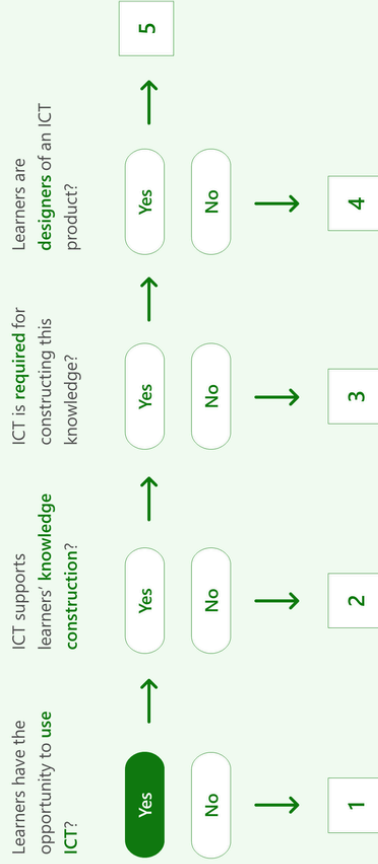 Learners have the
opportunity to use
ICT?
Yes
No
1
ICT supports
learners’ knowledge
construction?
Yes
No
2
ICT is required for
constructing this
knowledge?
Yes
No
3
Learners are
designers of an ICT
product?
Yes
No
4
5